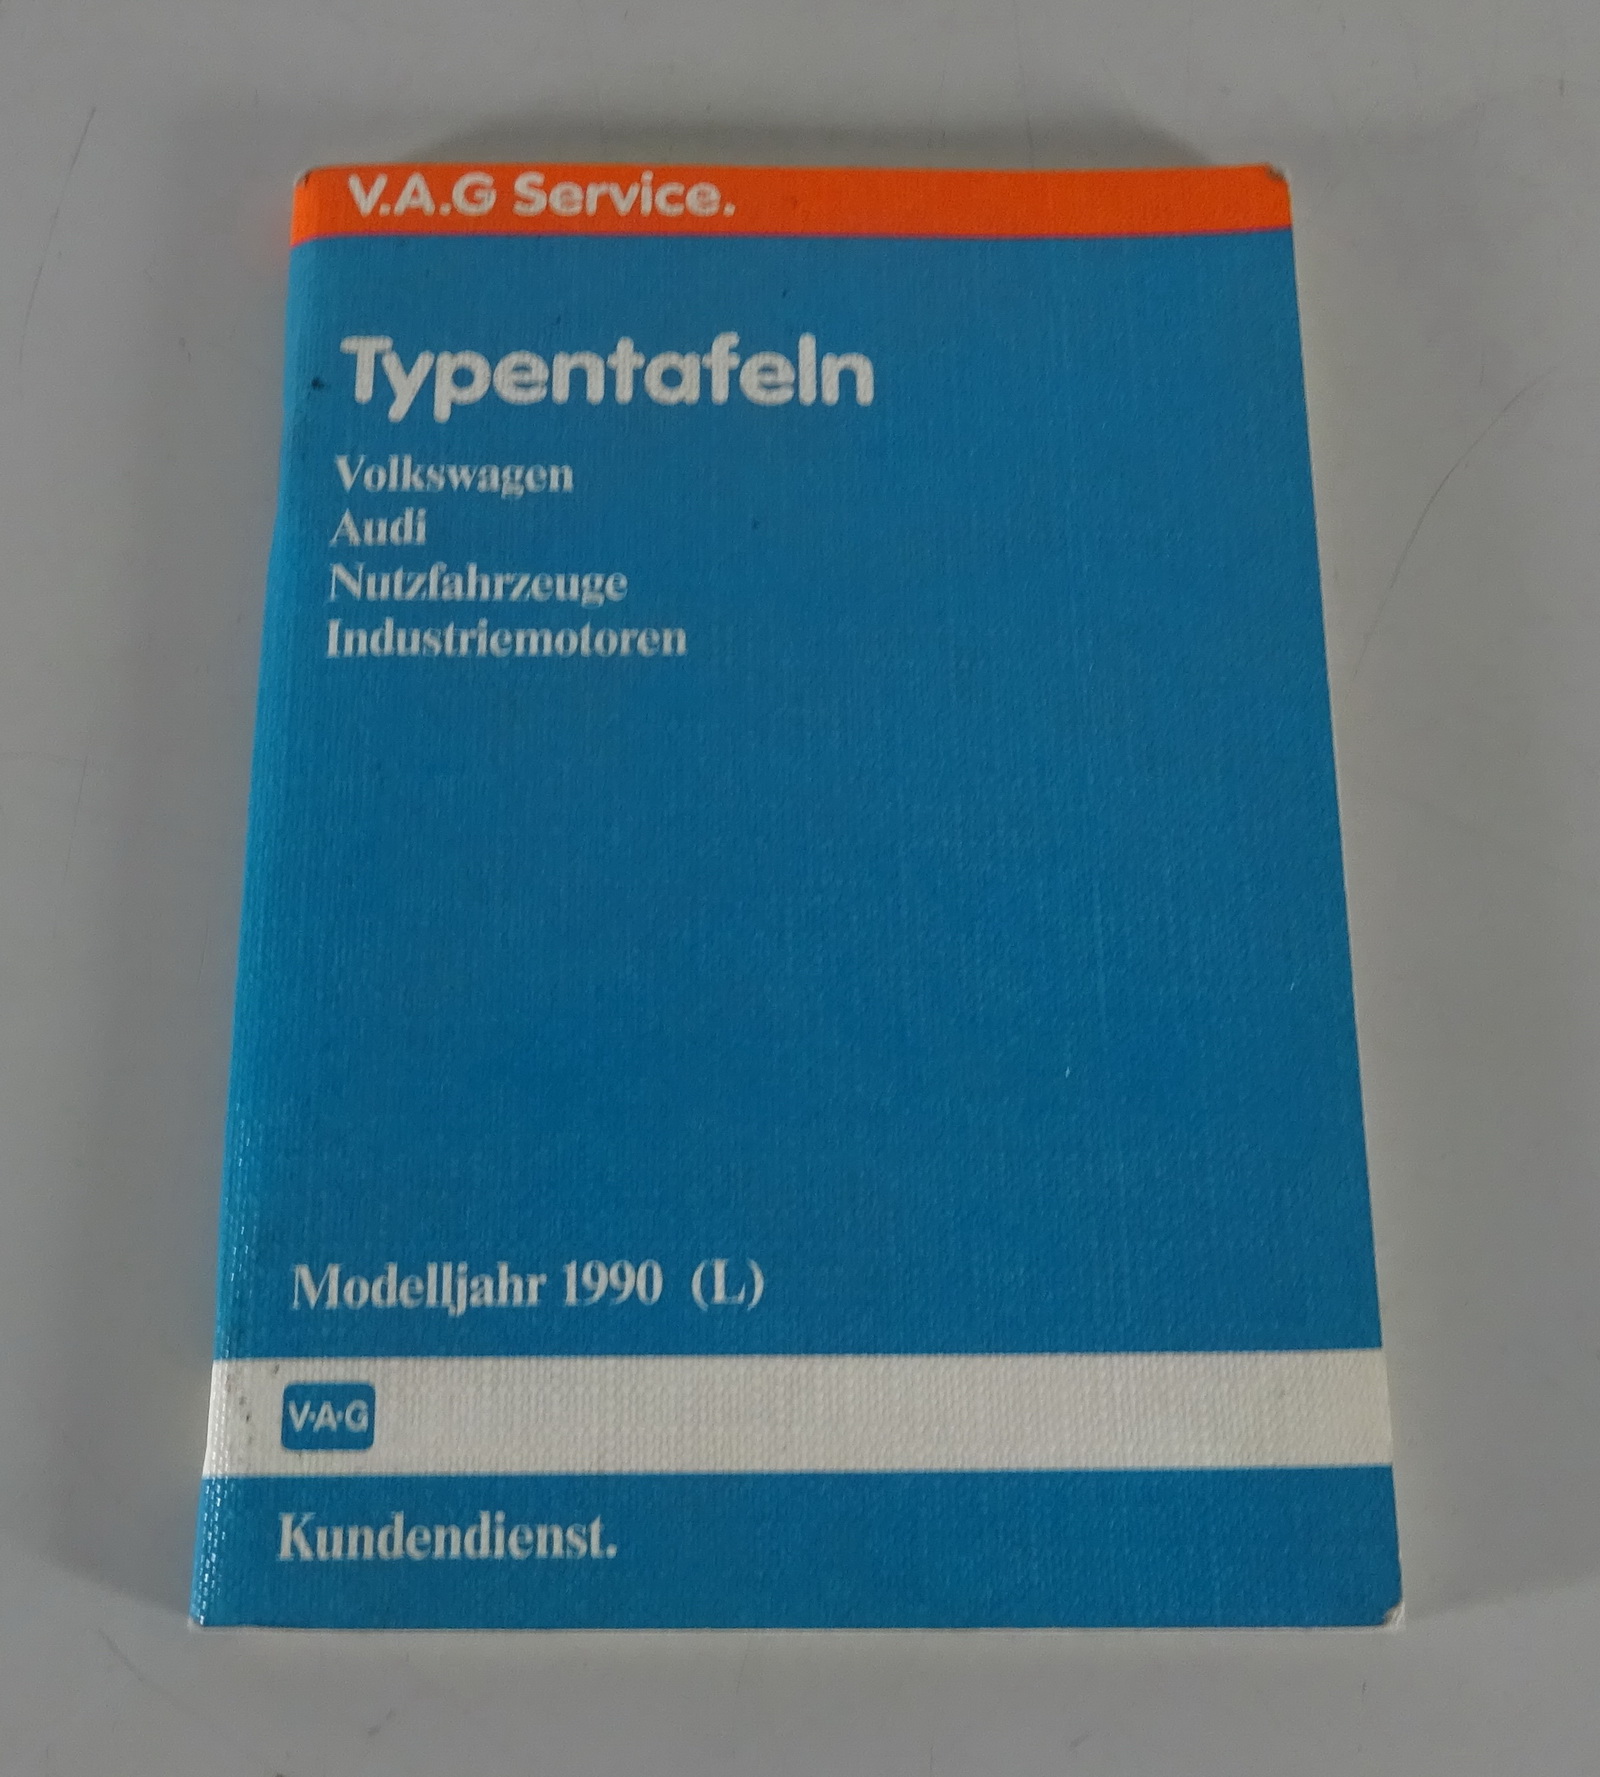 V.A.G Service.
Typentafeln
Volkswagen
Audi
Nutzfahrzeuge
Industriemotoren
Modelljahr 1990 (L)
V·A·G
Kundendienst.